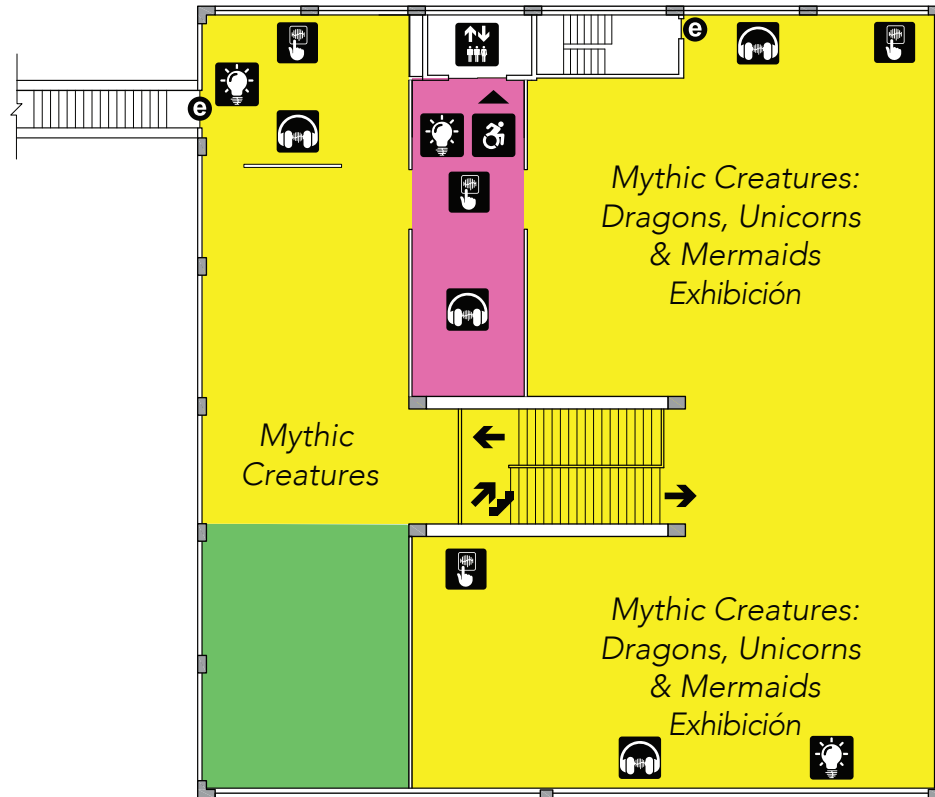 e
e
Mythic Creatures:
Dragons, Unicorns
& Mermaids
Exhibición
Mythic
Creatures
Mythic Creatures:
Dragons, Unicorns
& Mermaids
Exhibición